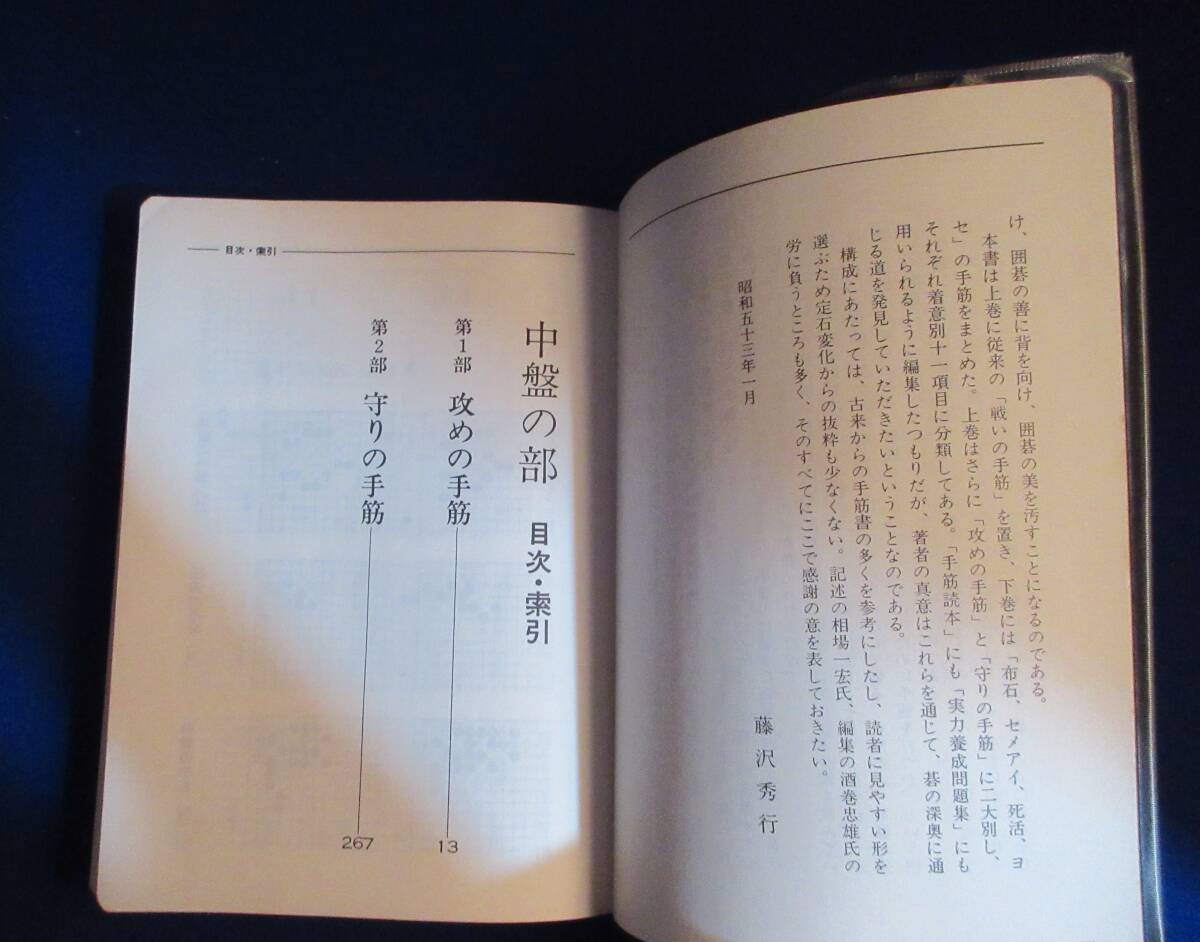 け、囲碁の善に背を向け、囲碁の美を汚すことになるのである。
本書は上巻に従来の「戦いの手筋」を置き、下巻には「布石、セメアイ、死活、ヨ
セ」の手筋をまとめた。上巻はさらに「攻めの手筋」と「守りの手筋」に二大別し、
それぞれ着意別十一項目に分類してある。「手筋読本」にも「実力養成問題集」にも
用いられるように編集したつもりだが、著者の真意はこれらを通じて、碁の深奥に通
じる道を発見していただきたいということなのである。
構成にあたっては、古来からの手筋書の多くを参考にしたし、読者に見やすい形を
選ぶため定石変化からの抜粋も少なくない。記述の相場一宏氏、編集の酒巻忠雄氏の
労に負うところも多く、そのすべてにここで感謝の意を表しておきたい。
昭和五十三年一月
藤沢秀行
目次・索引
中盤の部 目次・索引
第1部 攻めの手筋 13
第2部 守りの手筋 267